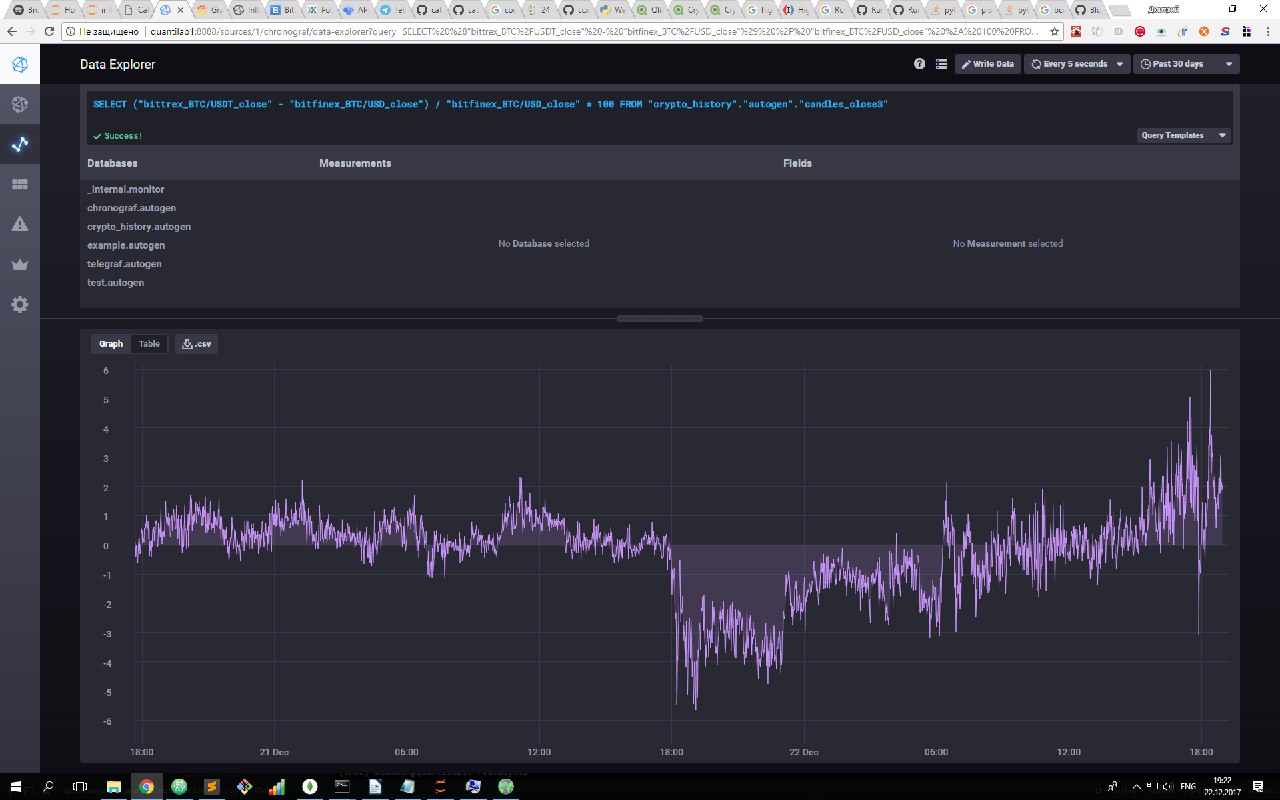 Не защищено | quantilab1:8080/sources/1/chronograf/data-explorer?query=SELECT%20%28"bittrex_BTC%2FUSDT_close"%20-%20"bitfinex_BTC%2FUSD_close"%29%20%2F%20"bitfinex_BTC%2FUSD_close"%20%2A%20100%20FRO...
Data Explorer
Write Data
Every 5 seconds
Past 30 days
SELECT ("bittrex_BTC/USDT_close" - "bitfinex_BTC/USD_close") / "bitfinex_BTC/USD_close" * 100 FROM "crypto_history"."autogen"."candles_close3"
Success!
Query Templates
Databases Measurements Fields
_internal.monitor
chronograf.autogen
crypto_history.autogen
example.autogen
telegraf.autogen
test.autogen
No Database selected
No Measurement selected
Graph Table .csv
6
5
4
3
2
1
0
-1
-2
-3
-4
-5
-6
18:00 21 Dec 06:00 12:00 18:00 22 Dec 06:00 12:00 18:00
ENG
19:22
22.12.2017